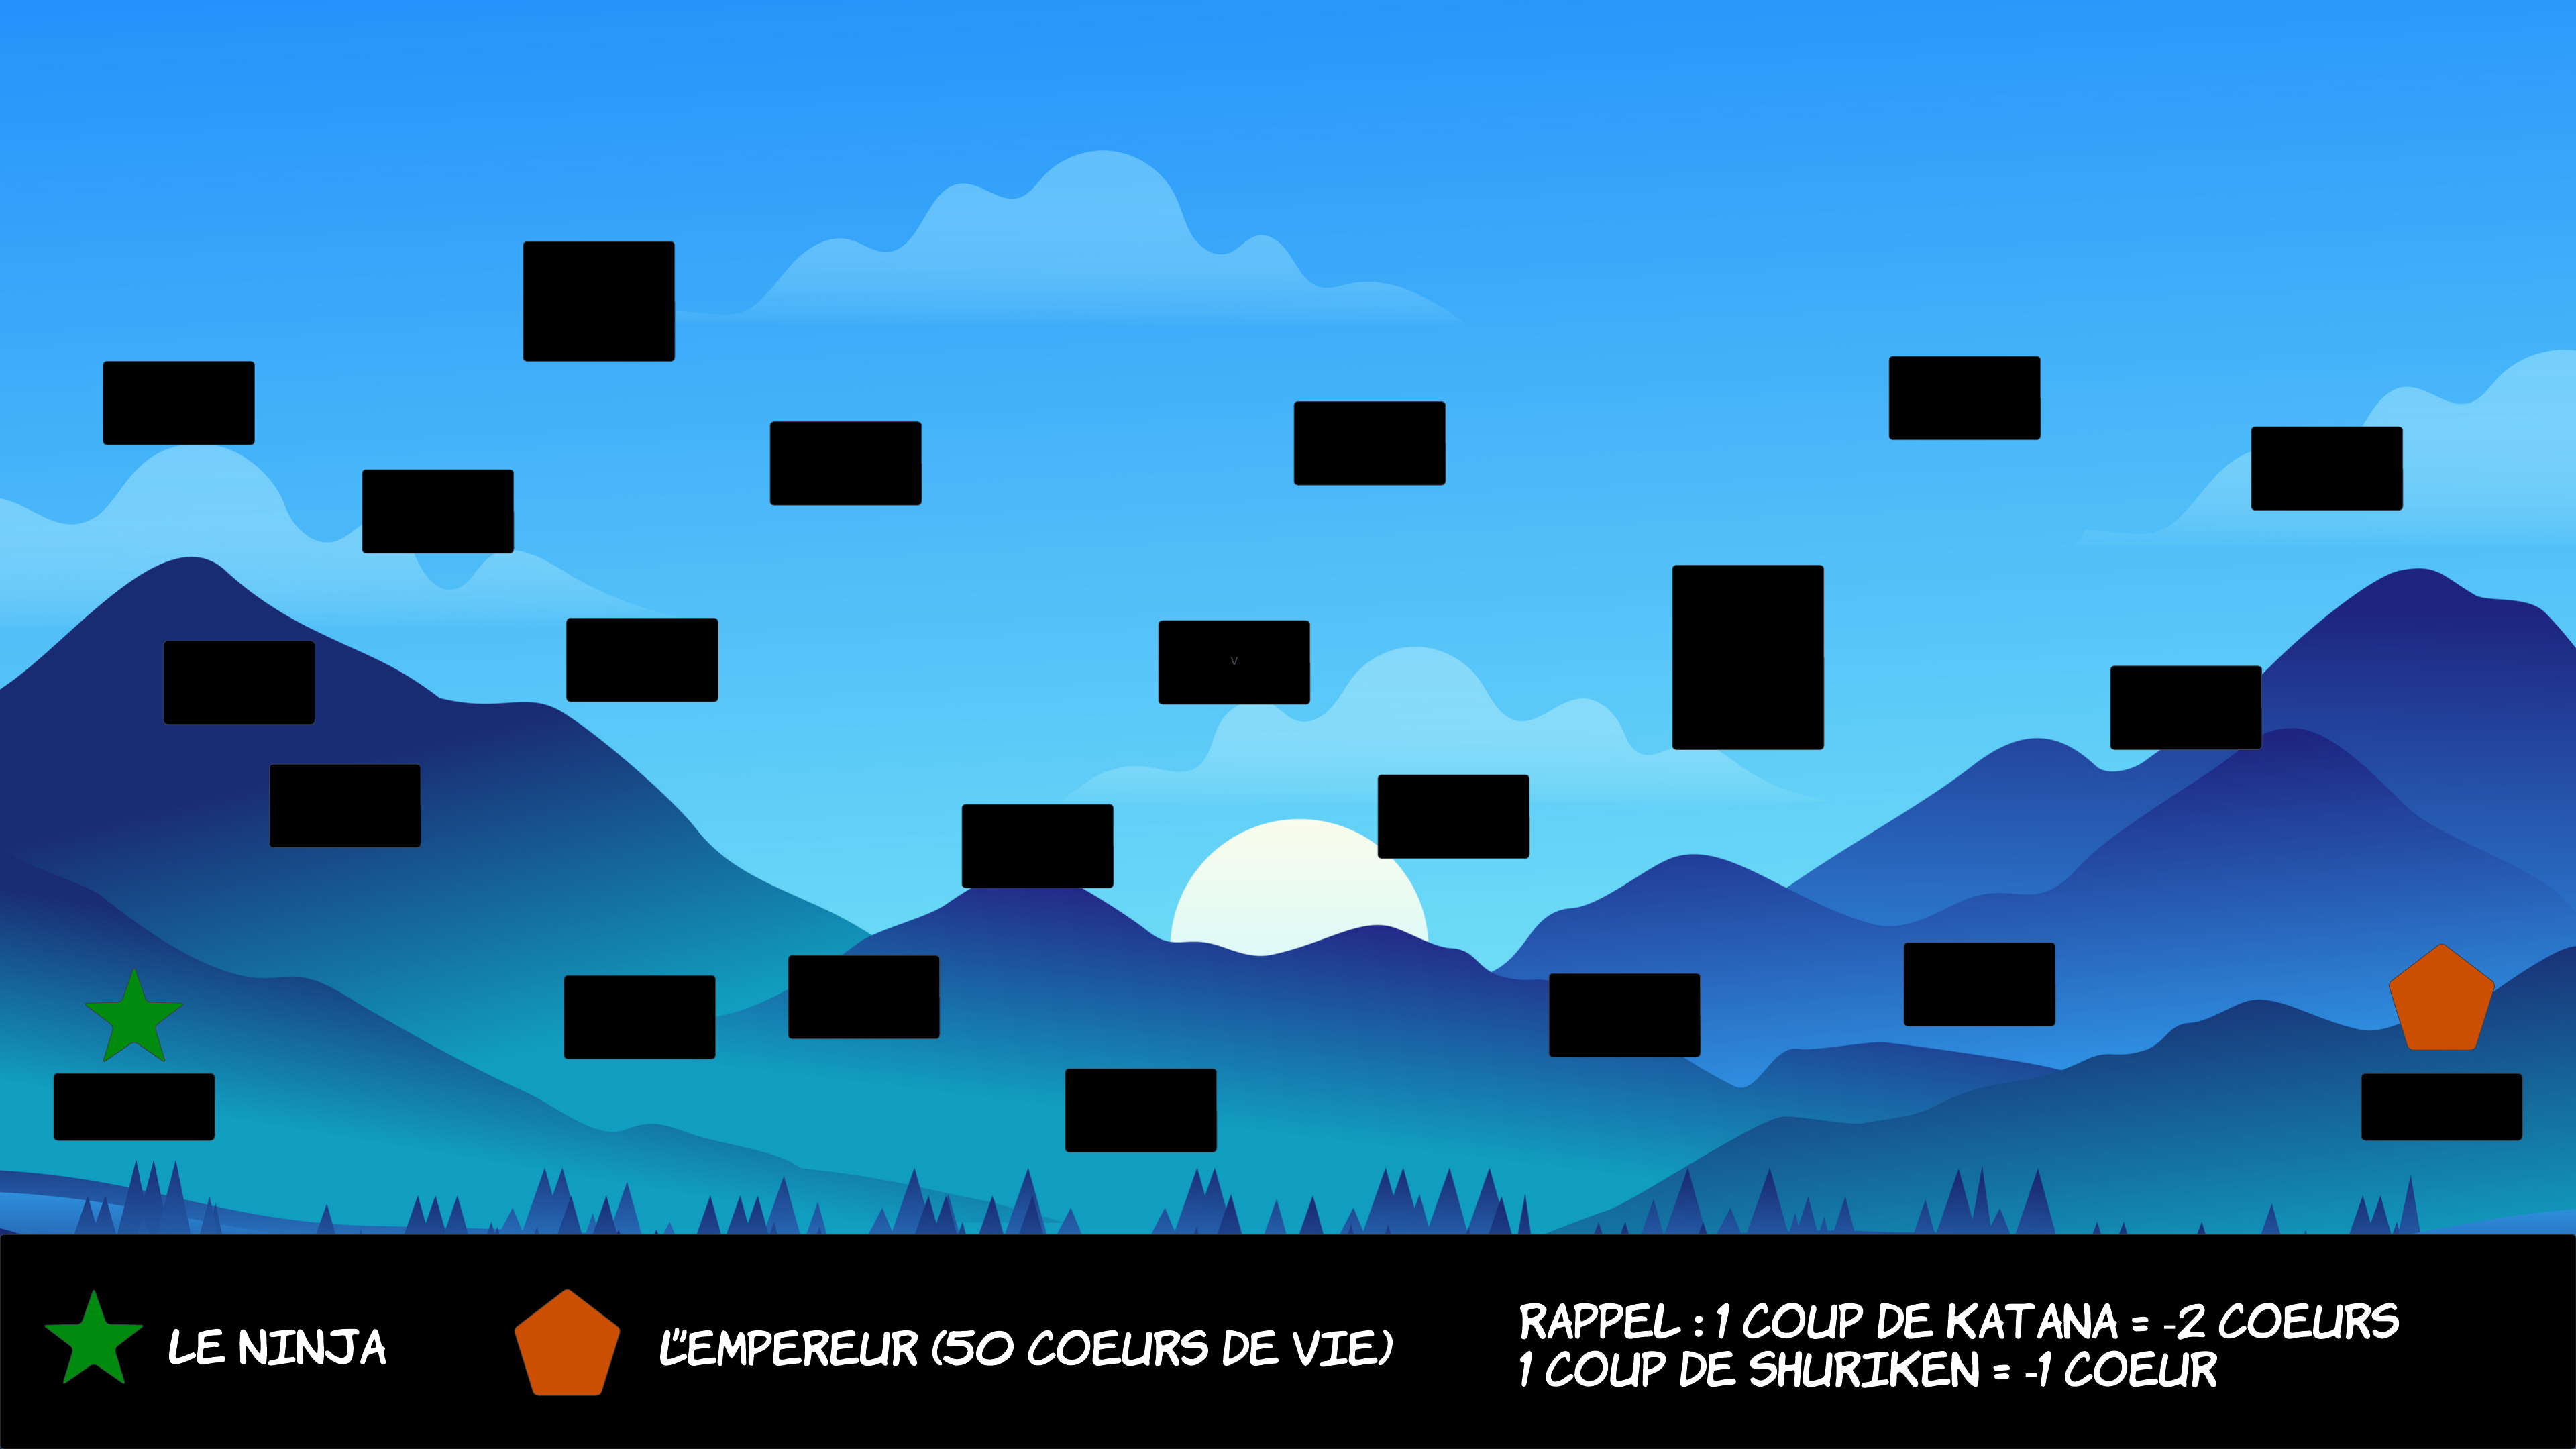 V
LE NINJA
L'EMPEREUR (50 COEURS DE VIE)
RAPPEL : 1 COUP DE KATANA = -2 COEURS
1 COUP DE SHURIKEN = -1 COEUR